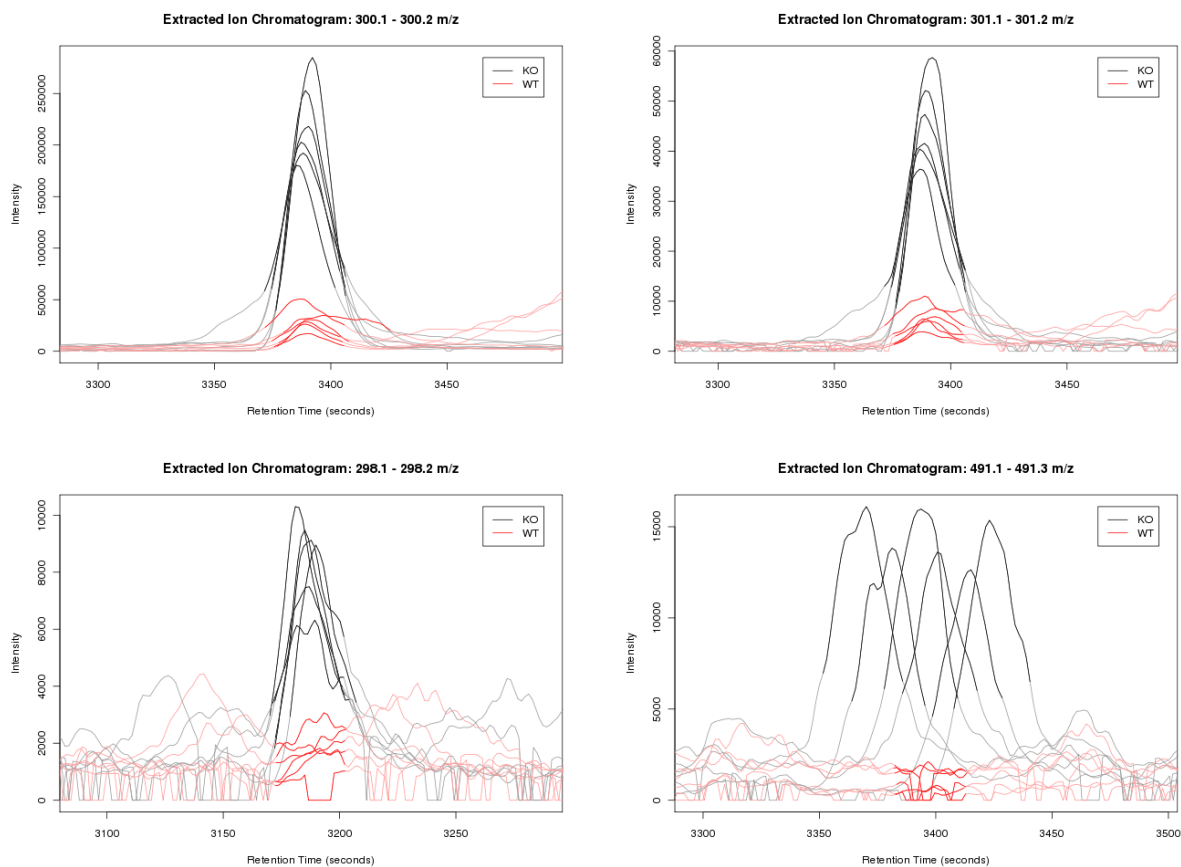 Extracted Ion Chromatogram: 300.1 - 300.2 m/z
KO
WT
Intensity
0
50000
100000
150000
200000
250000
3300
3350
3400
3450
Retention Time (seconds)
Extracted Ion Chromatogram: 301.1 - 301.2 m/z
KO
WT
Intensity
0
10000
20000
30000
40000
50000
60000
3300
3350
3400
3450
Retention Time (seconds)
Extracted Ion Chromatogram: 298.1 - 298.2 m/z
KO
WT
Intensity
0
2000
4000
6000
8000
10000
3100
3150
3200
3250
Retention Time (seconds)
Extracted Ion Chromatogram: 491.1 - 491.3 m/z
KO
WT
Intensity
0
5000
10000
15000
3300
3350
3400
3450
3500
Retention Time (seconds)